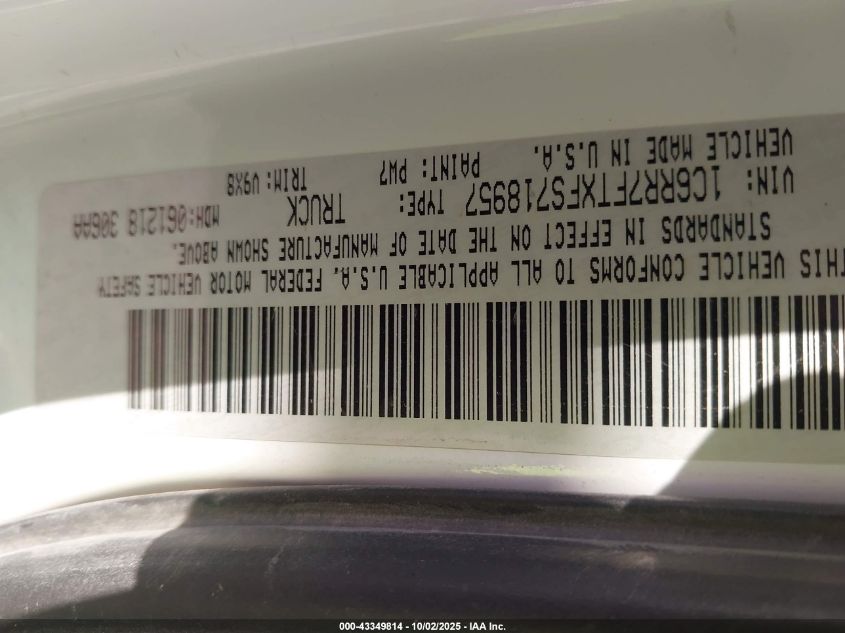 THIS VEHICLE CONFORMS TO ALL APPLICABLE U.S.A. FEDERAL MOTOR VEHICLE SAFETY
STANDARDS IN EFFECT ON THE DATE OF MANUFACTURE SHOWN ABOVE.
VIN: 1C6RR7FTXFS718957 TYPE: TRUCK MDH:061218 306AA
VEHICLE MADE IN U.S.A. PAINT: PW7 TRIM: V9X8
000-43349814 - 10/02/2025 - IAA Inc.